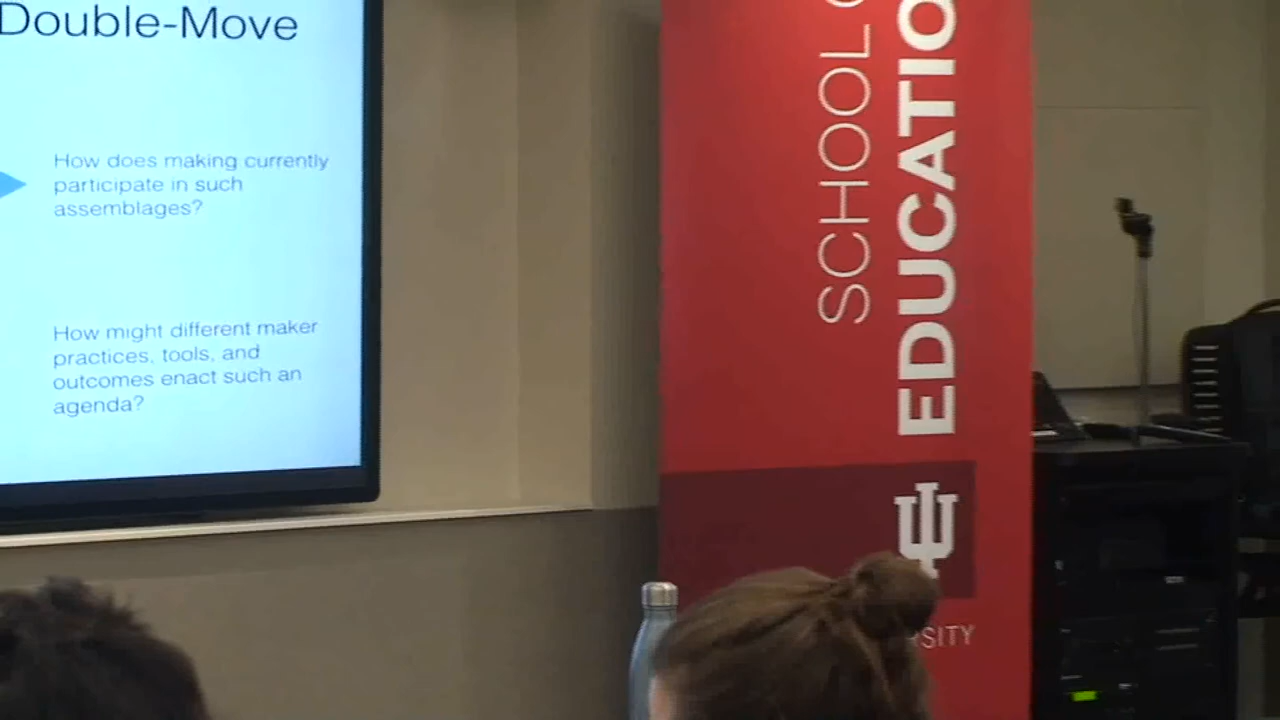 Double-Move
How does making currently
participate in such
assemblages?
How might different maker
practices, tools, and
outcomes enact such an
agenda?
SCHOOL O
EDUCATIO
RSITY